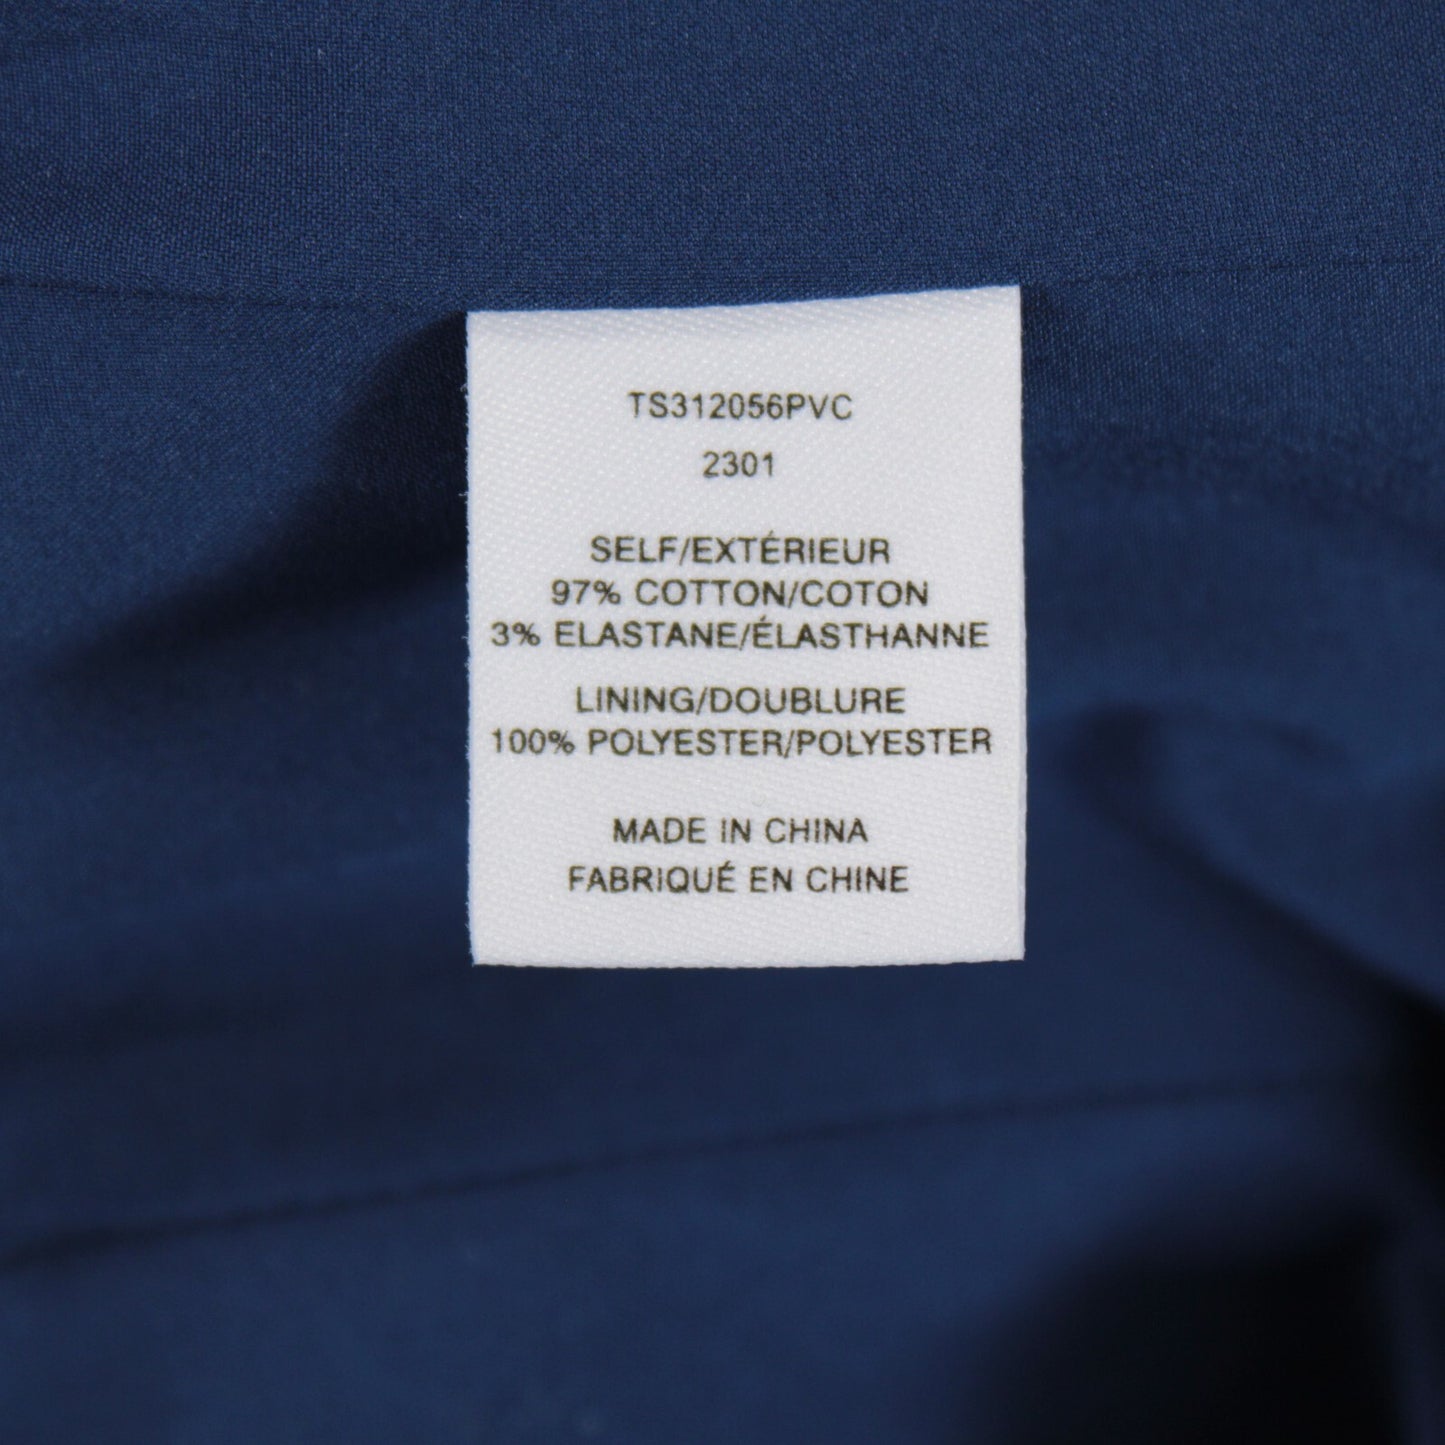 TS312056PVC
2301
SELF/EXTÉRIEUR
97% COTTON/COTON
3% ELASTANE/ÉLASTHANNE
LINING/DOUBLURE
100% POLYESTER/POLYESTER
MADE IN CHINA
FABRIQUÉ EN CHINE